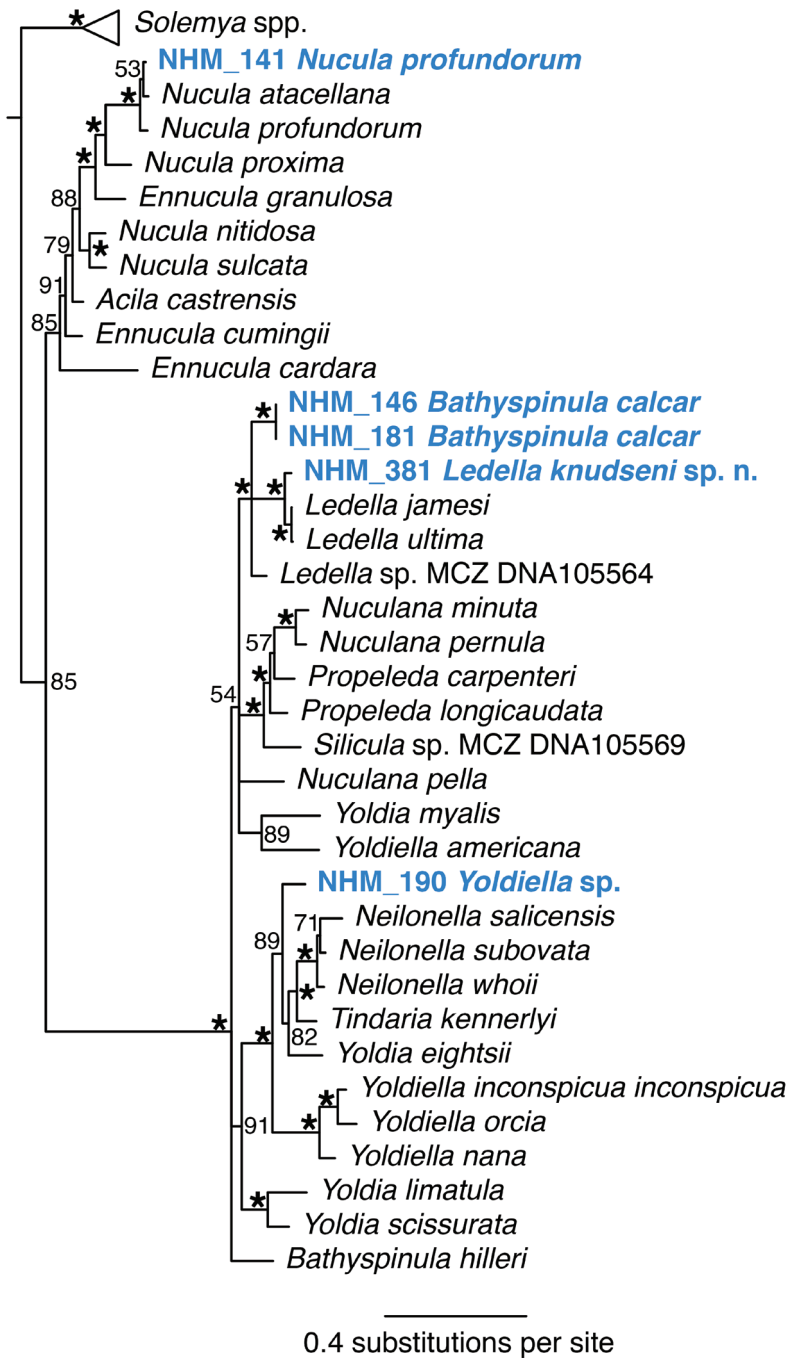 * Solemya spp.
NHM_141 Nucula profundorum
53
Nucula atacellana
*
Nucula profundorum
*
Nucula proxima
*
Ennucula granulosa
88
Nucula nitidosa
*
79
Nucula sulcata
91
Acila castrensis
85
Ennucula cumingii
Ennucula cardara
NHM_146 Bathyspinula calcar
*
NHM_181 Bathyspinula calcar
NHM_381 Ledella knudseni sp. n.
* *
Ledella jamesi
*
Ledella ultima
Ledella sp. MCZ DNA105564
Nuculana minuta
*
57
Nuculana pernula
*
Propeleda carpenteri
85
54
*
Propeleda longicaudata
Silicula sp. MCZ DNA105569
Nuculana pella
Yoldia myalis
89
Yoldiella americana
NHM_190 Yoldiella sp.
71
Neilonella salicensis
89
*
Neilonella subovata
*
Neilonella whoii
*
*
Tindaria kennerlyi
82
Yoldia eightsii
Yoldiella inconspicua inconspicua
*
*
Yoldiella orcia
91
Yoldiella nana
Yoldia limatula
*
Yoldia scissurata
Bathyspinula hilleri
0.4 substitutions per site